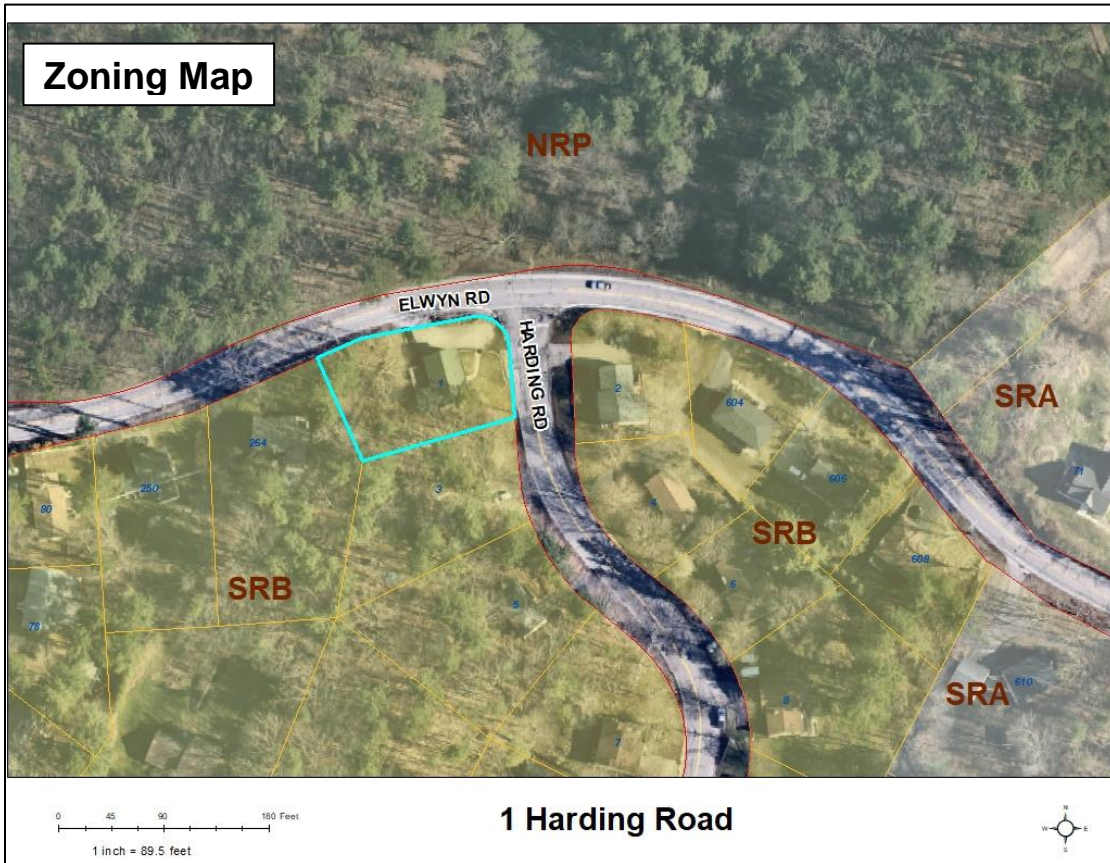 Zoning Map
NRP
ELWYN RD
HARDING RD
SRA
1
2
604
264
71
250
3
606
80
4
SRB
608
SRB
6
5
78
SRA
610
8
7
0 45 90 180 Feet
1 inch = 89.5 feet
1 Harding Road
N
W E
S